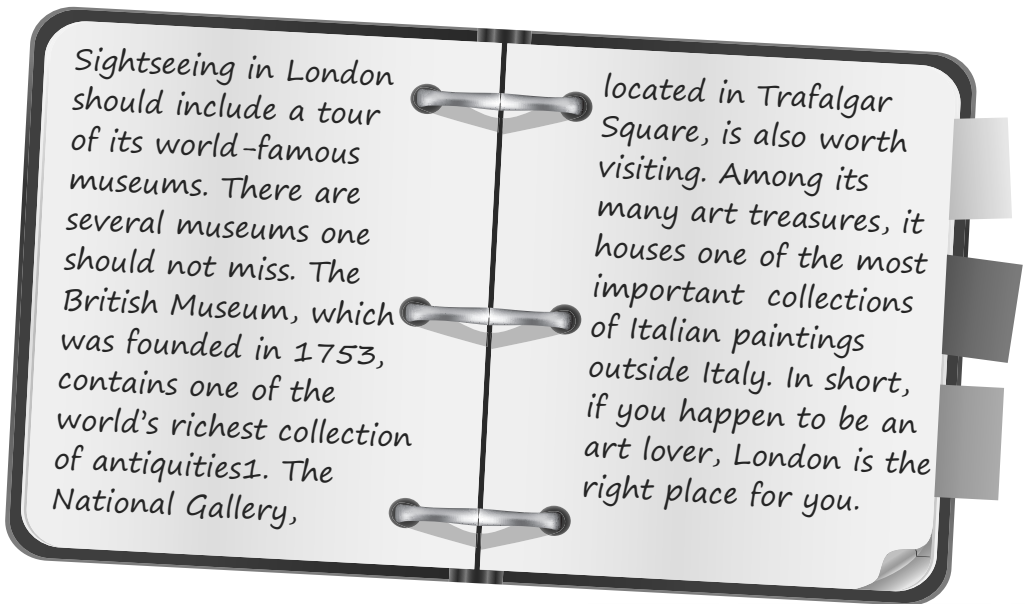 Sightseeing in London
should include a tour
of its world-famous
museums. There are
several museums one
should not miss. The
British Museum, which
was founded in 1753,
contains one of the
world's richest collection
of antiquities1. The
National Gallery,
located in Trafalgar
Square, is also worth
visiting. Among its
many art treasures, it
houses one of the most
important collections
of Italian paintings
outside Italy. In short,
if you happen to be an
art lover, London is the
right place for you.